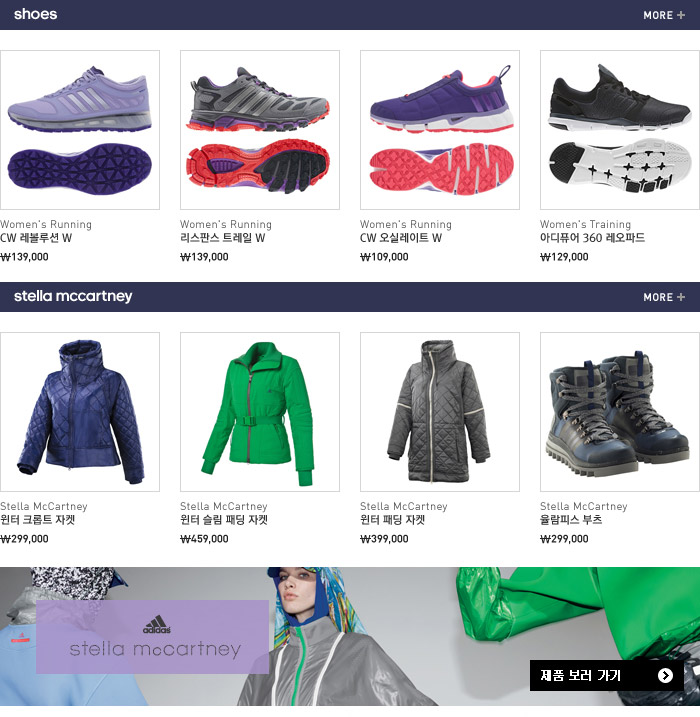 shoes
MORE +
Women's Running
CW 레볼루션 W
₩139,000
Women's Running
리스판스 트레일 W
₩139,000
Women's Running
CW 오실레이트 W
₩109,000
Women's Training
아디퓨어 360 레오파드
₩129,000
stella mccartney
MORE +
Stella McCartney
윈터 크롭트 자켓
₩299,000
Stella McCartney
윈터 슬림 패딩 자켓
₩459,000
Stella McCartney
윈터 패딩 자켓
₩399,000
Stella McCartney
율람피스 부츠
₩299,000
adidas
stella mccartney
제품 보러 가기